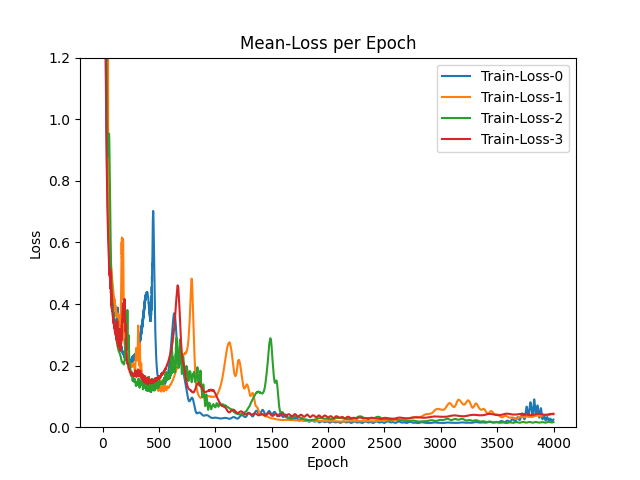 Mean-Loss per Epoch
1.2
1.0
0.8
0.6
0.4
0.2
0.0
Loss
Train-Loss-0
Train-Loss-1
Train-Loss-2
Train-Loss-3
0 500 1000 1500 2000 2500 3000 3500 4000
Epoch